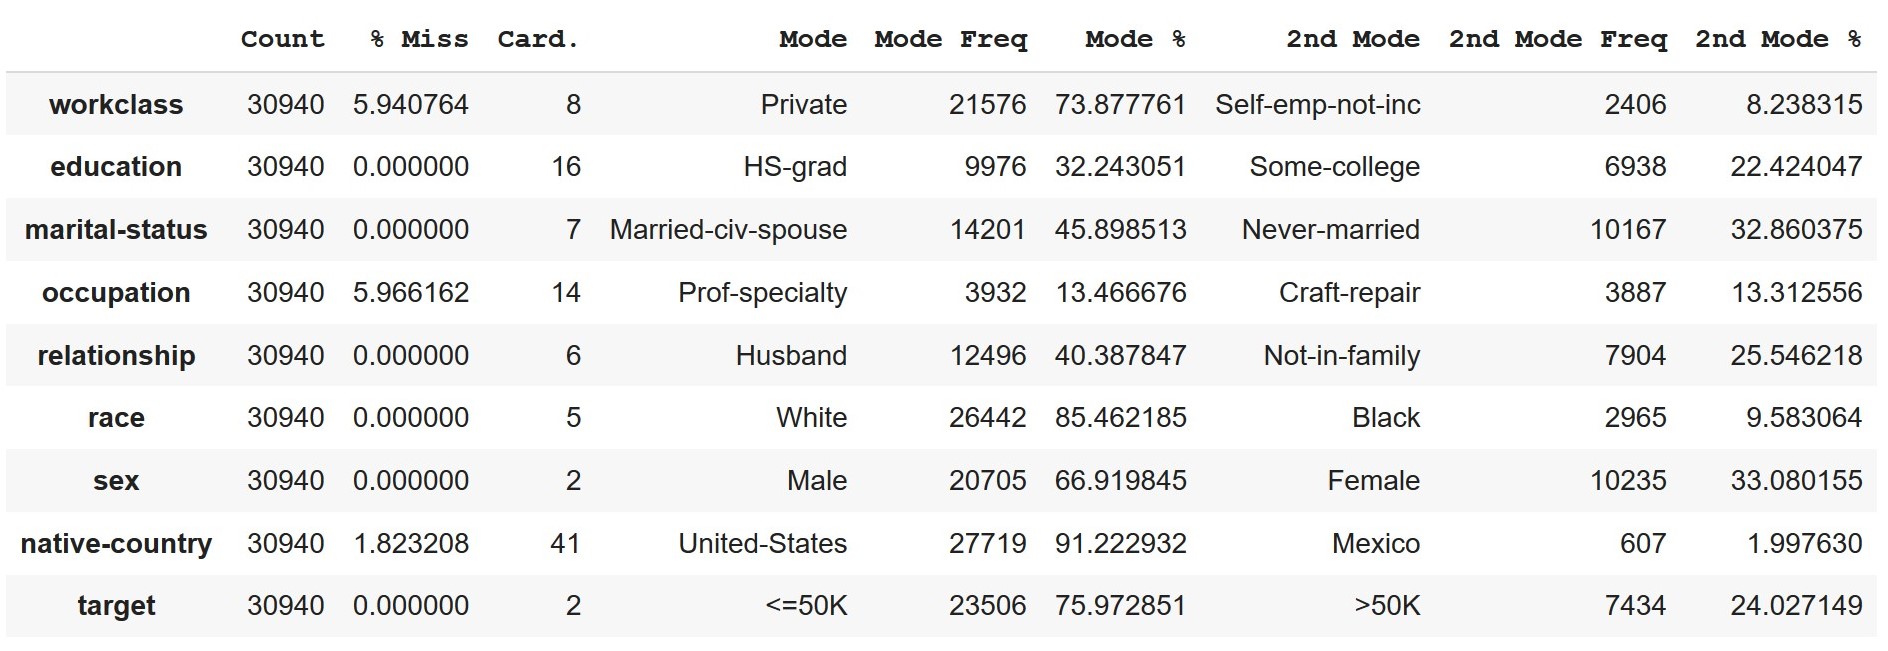 Count % Miss Card. Mode Mode Freq Mode % 2nd Mode 2nd Mode Freq 2nd Mode %
workclass 30940 5.940764 8 Private 21576 73.877761 Self-emp-not-inc 2406 8.238315
education 30940 0.000000 16 HS-grad 9976 32.243051 Some-college 6938 22.424047
marital-status 30940 0.000000 7 Married-civ-spouse 14201 45.898513 Never-married 10167 32.860375
occupation 30940 5.966162 14 Prof-specialty 3932 13.466676 Craft-repair 3887 13.312556
relationship 30940 0.000000 6 Husband 12496 40.387847 Not-in-family 7904 25.546218
race 30940 0.000000 5 White 26442 85.462185 Black 2965 9.583064
sex 30940 0.000000 2 Male 20705 66.919845 Female 10235 33.080155
native-country 30940 1.823208 41 United-States 27719 91.222932 Mexico 607 1.997630
target 30940 0.000000 2 <=50K 23506 75.972851 >50K 7434 24.027149